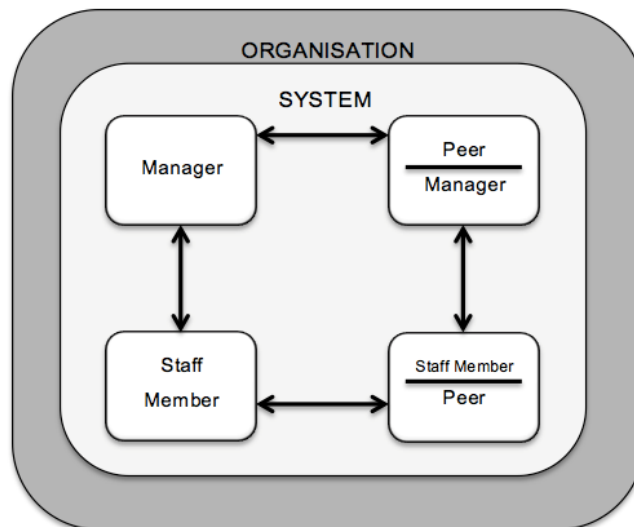 ORGANISATION
SYSTEM
Manager
Peer
Manager
Staff
Member
Staff Member
Peer